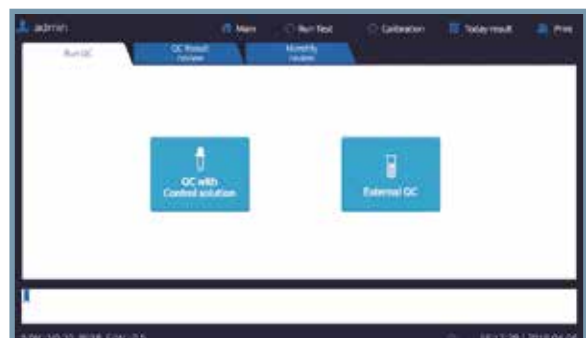 admin
Main
Run Test
Calibration
Today result
Print
Run QC
QC Result
review
Monthly
review
QC with
Control solution
External QC